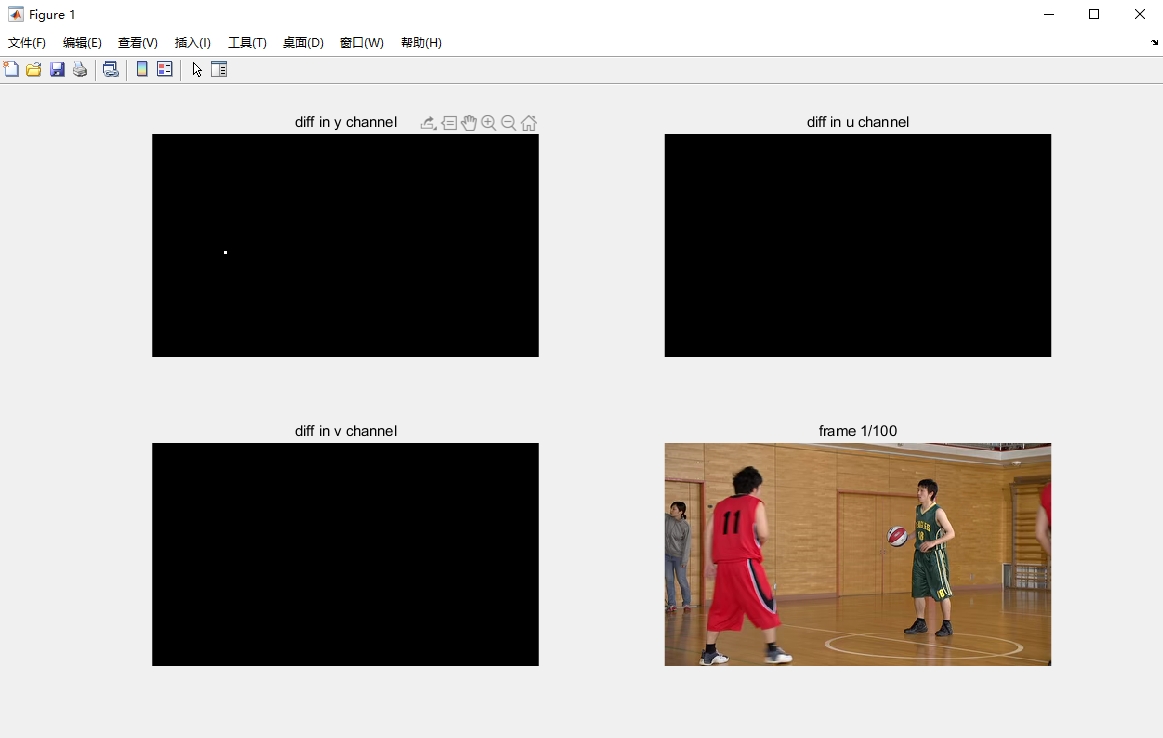 Figure 1
文件(F) 编辑(E) 查看(V) 插入(I) 工具(T) 桌面(D) 窗口(W) 帮助(H)
diff in y channel
diff in u channel
diff in v channel
frame 1/100
11